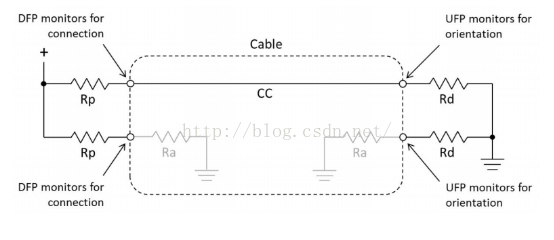 DFP monitors for
connection
UFP monitors for
orientation
Cable
+
Rp
CC
Rd
http://blog.csdn.net/
Rp
Ra
Ra
Rd
DFP monitors for
connection
UFP monitors for
orientation